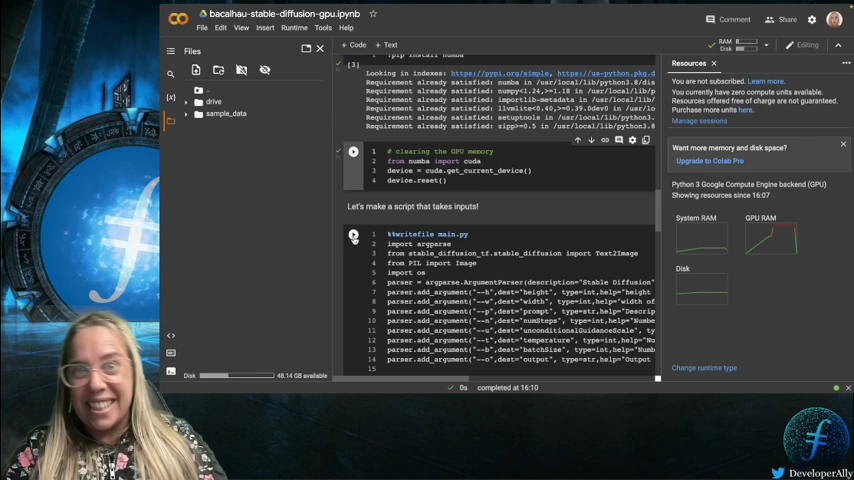 bacalhau-stable-diffusion-gpu.ipynb
File Edit View Insert Runtime Tools Help
Comment
Share
Files
+ Code + Text
RAM
Disk
Editing
..
drive
sample_data
{x}
<>
Disk
48.14 GB available
[3]
1 !pip install numba
Looking in indexes: https://pypi.org/simple, https://us-python.pkg.d
Requirement already satisfied: numba in /usr/local/lib/python3.8/dis
Requirement already satisfied: numpy<1.24,>=1.18 in /usr/local/lib/p
Requirement already satisfied: importlib-metadata in /usr/local/lib/
Requirement already satisfied: llvmlite<0.40,>=0.39.0dev0 in /usr/lo
Requirement already satisfied: setuptools in /usr/local/lib/python3.
Requirement already satisfied: zipp>=0.5 in /usr/local/lib/python3.8
1 # clearing the GPU memory
2 from numba import cuda
3 device = cuda.get_current_device()
4 device.reset()
Let's make a script that takes inputs!
1 %%writefile main.py
2 import argparse
3 from stable_diffusion_tf.stable_diffusion import Text2Image
4 from PIL import Image
5 import os
6 parser = argparse.ArgumentParser(description="Stable Diffusion"
7 parser.add_argument("--h",dest="height", type=int,help="height
8 parser.add_argument("--w",dest="width", type=int,help="width of
9 parser.add_argument("--p",dest="prompt", type=str,help="Descrip
10 parser.add_argument("--n",dest="numSteps", type=int,help="Numbe
11 parser.add_argument("--u",dest="unconditionalGuidanceScale", ty
12 parser.add_argument("--t",dest="temperature", type=int,help="Nu
13 parser.add_argument("--b",dest="batchSize", type=int,help="Numb
14 parser.add_argument("--o",dest="output", type=str,help="Output
15
0s completed at 16:10
Resources
You are not subscribed. Learn more.
You currently have zero compute units available.
Resources offered free of charge are not guaranteed.
Purchase more units here.
Manage sessions
Want more memory and disk space?
Upgrade to Colab Pro
Python 3 Google Compute Engine backend (GPU)
Showing resources since 16:07
System RAM
GPU RAM
Disk
Change runtime type
DeveloperAlly